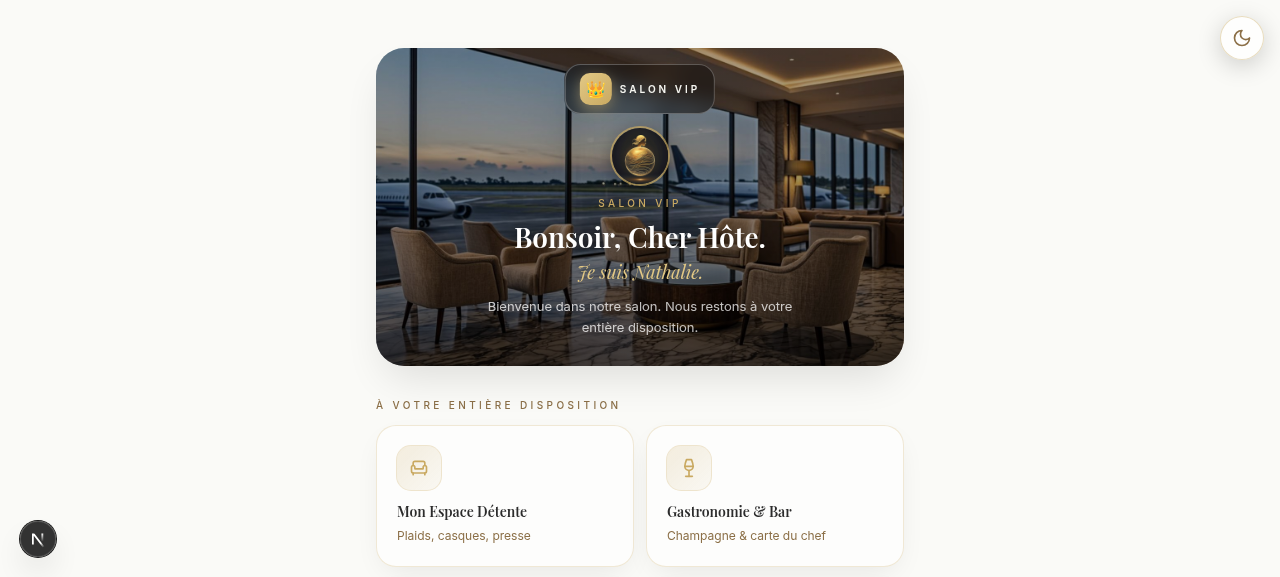 SALON VIP
SALON VIP
Bonsoir, Cher Hôte.
Je suis Nathalie.
Bienvenue dans notre salon. Nous restons à votre
entière disposition.
À VOTRE ENTIÈRE DISPOSITION
Mon Espace Détente
Plaids, casques, presse
Gastronomie & Bar
Champagne & carte du chef
N